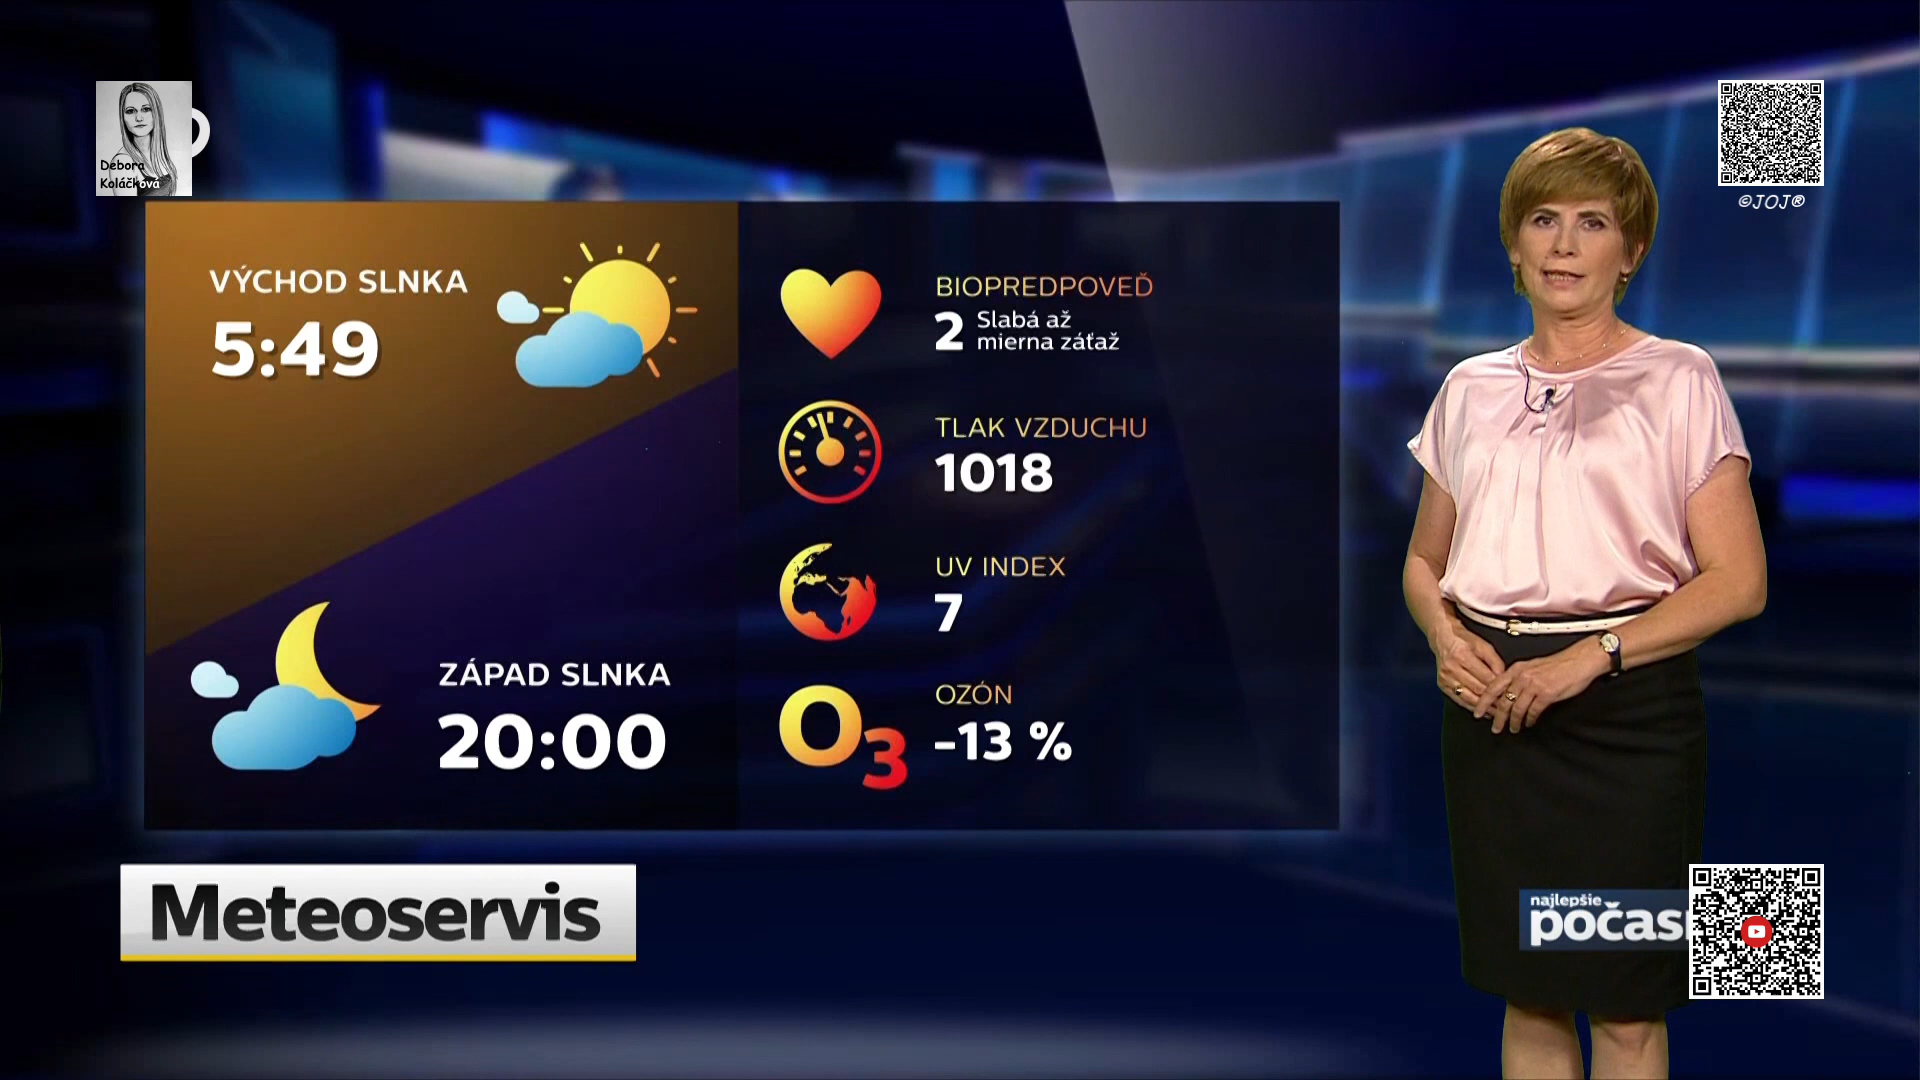 Debora
Koláčková
©JOJ®
VÝCHOD SLNKA
5:49
ZÁPAD SLNKA
20:00
BIOPREDPOVEĎ
2 Slabá až
mierna záťaž
TLAK VZDUCHU
1018
UV INDEX
7
O3
OZÓN
-13 %
Meteoservis
najlepšie